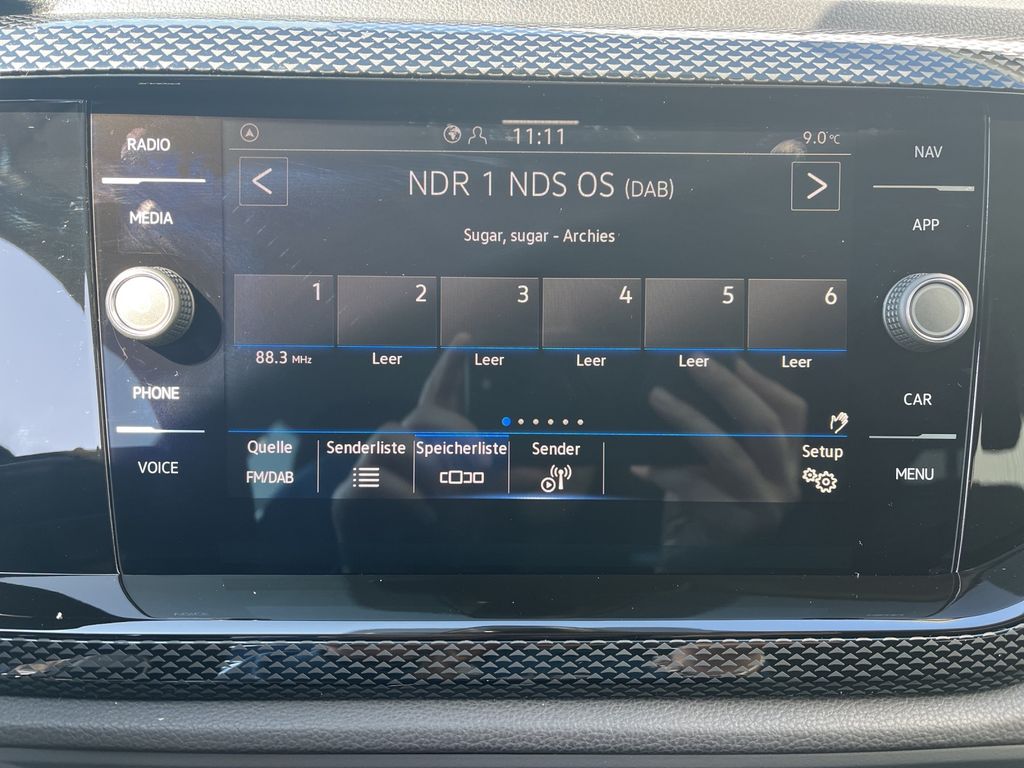 RADIO
MEDIA
PHONE
VOICE
11:11
9.0 °C
NDR 1 NDS OS (DAB)
Sugar, sugar - Archies
1 2 3 4 5 6
88.3 MHz Leer Leer Leer Leer Leer
Quelle Senderliste Speicherliste Sender Setup
FM/DAB
NAV
APP
CAR
MENU